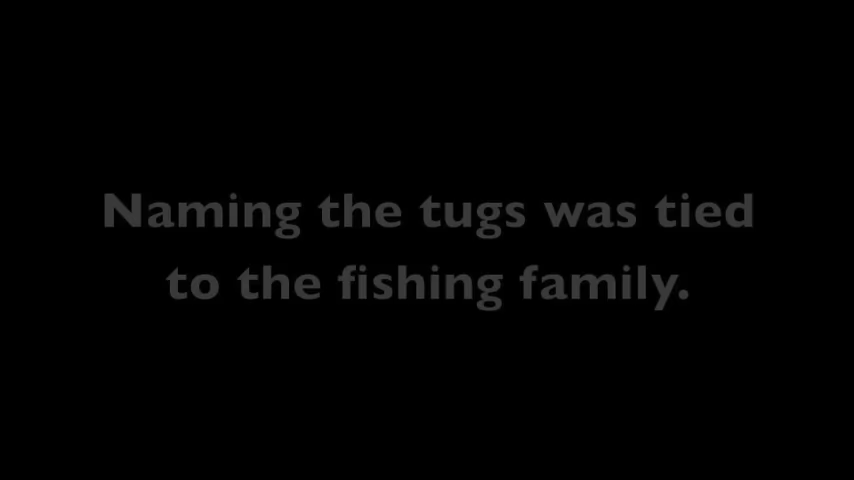 Naming the tugs was tied
to the fishing family.